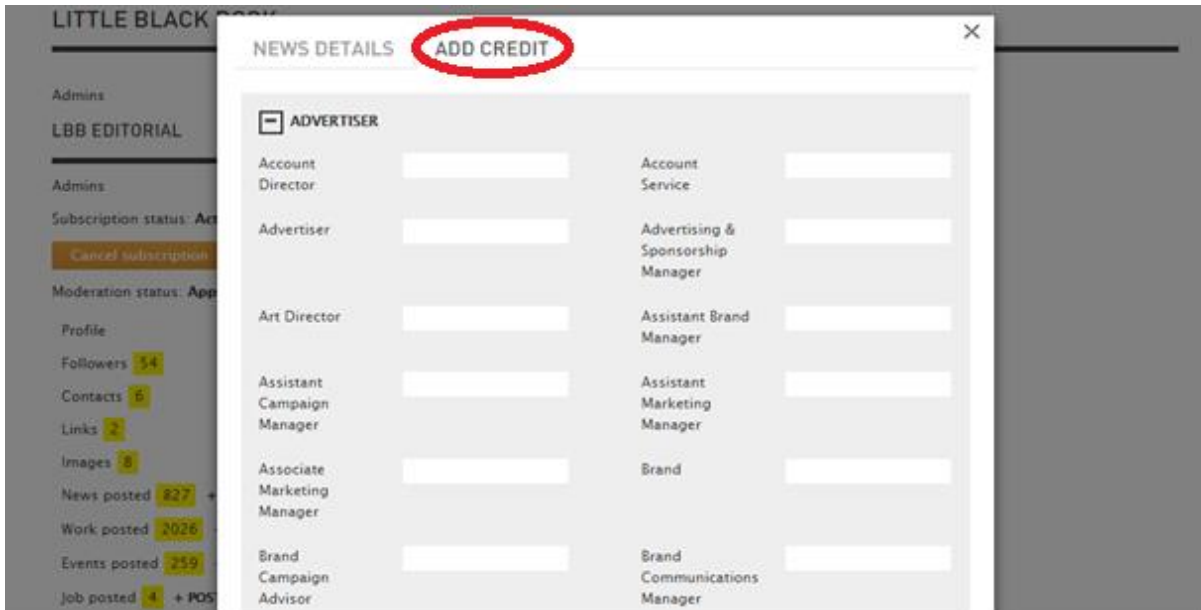 LITTLE BLACK
NEWS DETAILS
ADD CREDIT
×
Admins
LBB EDITORIAL
Admins
Subscription status:
Cancel subscription
Moderation status:
Profile
Followers 54
Contacts 6
Links 2
Images 8
News posted 827 +
Work posted 2026
Events posted 259
Job posted 4 + POS
ADVERTISER
Account
Director
Account
Service
Advertiser
Advertising &
Sponsorship
Manager
Art Director
Assistant Brand
Manager
Assistant
Campaign
Manager
Assistant
Marketing
Manager
Associate
Marketing
Manager
Brand
Brand
Campaign
Advisor
Brand
Communications
Manager